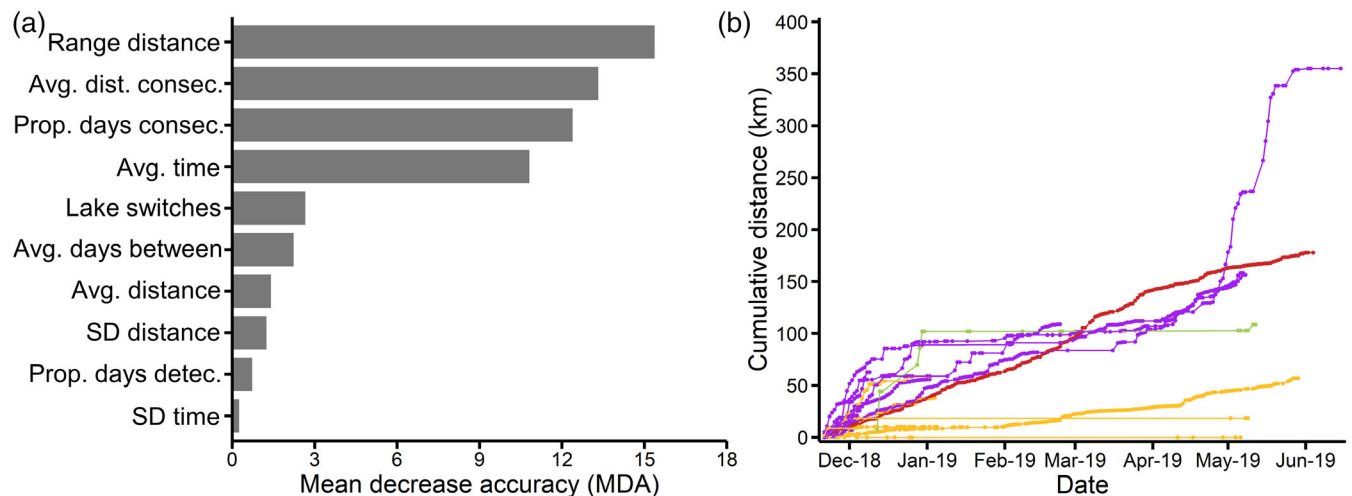 (a)
Range distance
Avg. dist. consec.
Prop. days consec.
Avg. time
Lake switches
Avg. days between
Avg. distance
SD distance
Prop. days detec.
SD time
0 3 6 9 12 15 18
Mean decrease accuracy (MDA)
(b)
Cumulative distance (km)
400
350
300
250
200
150
100
50
0
Dec-18 Jan-19 Feb-19 Mar-19 Apr-19 May-19 Jun-19
Date